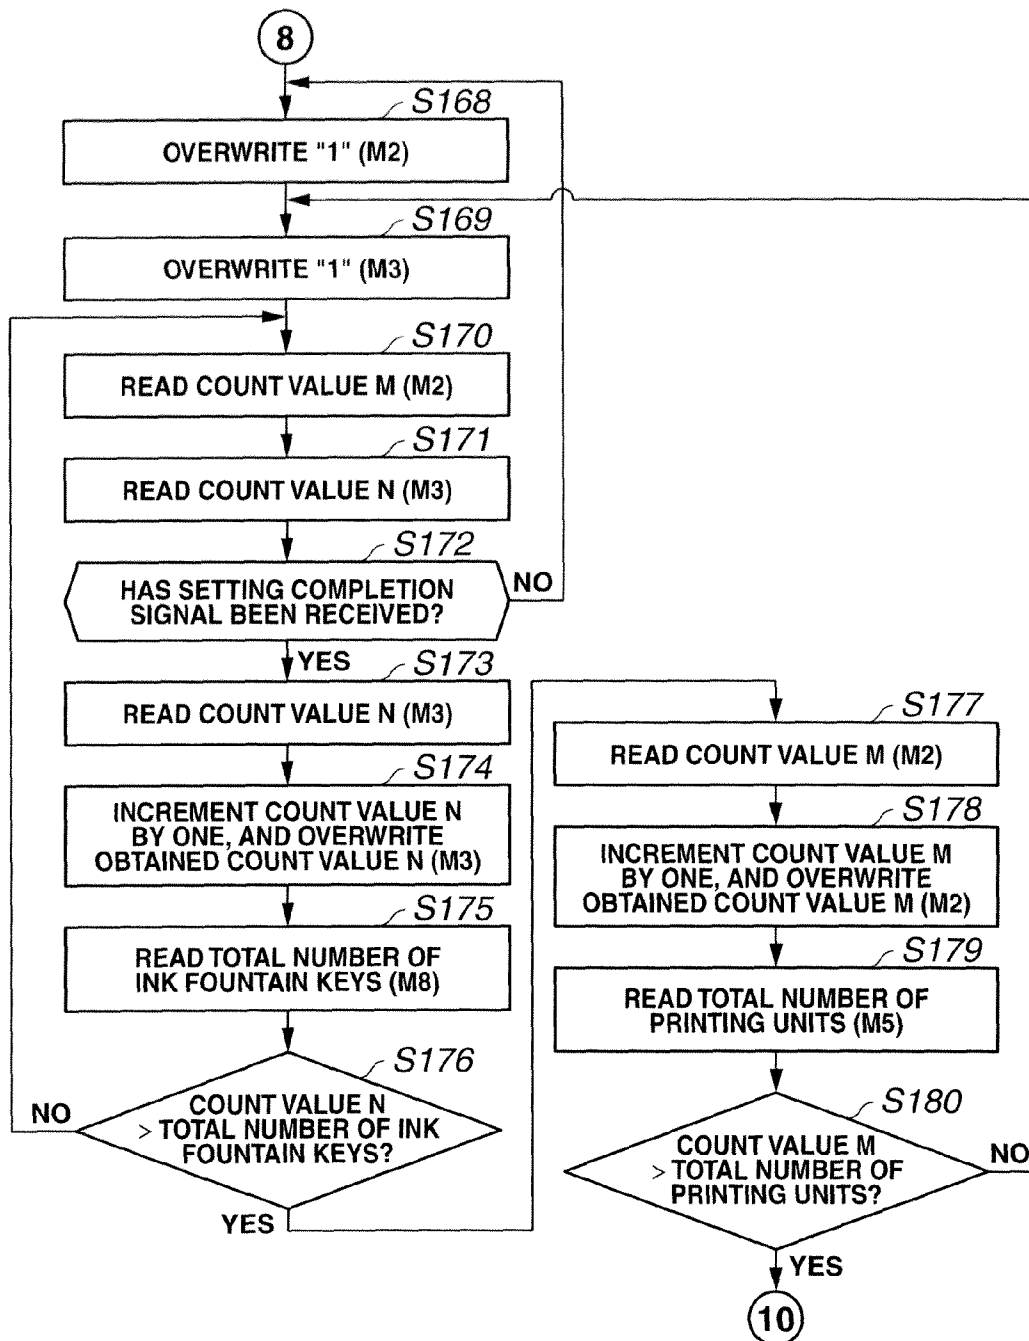 8
S168
OVERWRITE "1" (M2)
S169
OVERWRITE "1" (M3)
S170
READ COUNT VALUE M (M2)
S171
READ COUNT VALUE N (M3)
S172
HAS SETTING COMPLETION
SIGNAL BEEN RECEIVED?
NO
YES
S173
READ COUNT VALUE N (M3)
S174
INCREMENT COUNT VALUE N
BY ONE, AND OVERWRITE
OBTAINED COUNT VALUE N (M3)
S175
READ TOTAL NUMBER OF
INK FOUNTAIN KEYS (M8)
S176
COUNT VALUE N
> TOTAL NUMBER OF INK
FOUNTAIN KEYS?
NO
YES
S177
READ COUNT VALUE M (M2)
S178
INCREMENT COUNT VALUE M
BY ONE, AND OVERWRITE
OBTAINED COUNT VALUE M (M2)
S179
READ TOTAL NUMBER OF
PRINTING UNITS (M5)
S180
COUNT VALUE M
> TOTAL NUMBER OF
PRINTING UNITS?
NO
YES
10